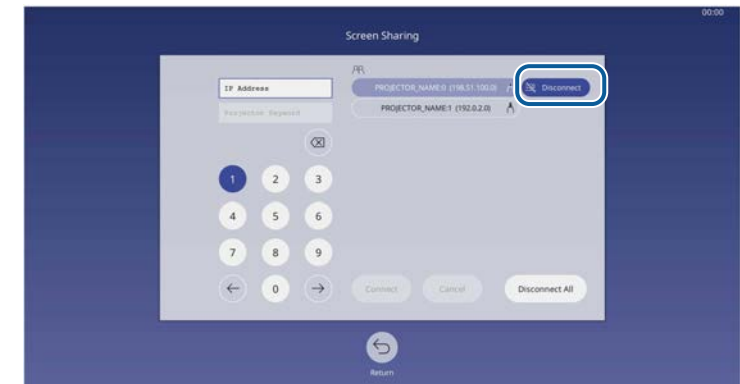 00:00
Screen Sharing
IP Address
Projector Keyword
PROJECTOR_NAME:0 (198.51.100.0)
Disconnect
PROJECTOR_NAME:1 (192.0.2.0)
1 2 3
4 5 6
7 8 9
0
Connect Cancel Disconnect All
Return